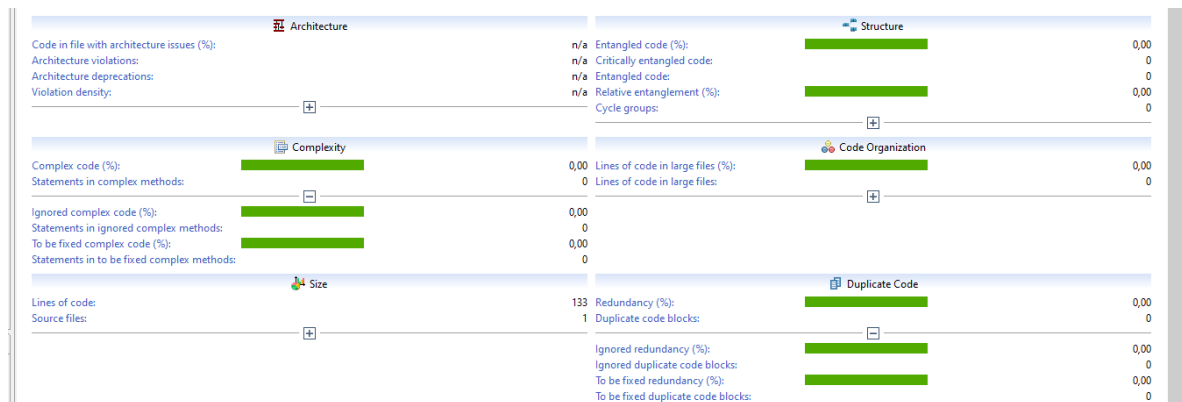 Architecture
Code in file with architecture issues (%): n/a
Architecture violations: n/a
Architecture deprecations: n/a
Violation density: n/a
Structure
Entangled code (%): 0,00
Critically entangled code: 0
Entangled code: 0
Relative entanglement (%): 0,00
Cycle groups: 0
Complexity
Complex code (%): 0,00
Statements in complex methods: 0
Ignored complex code (%): 0,00
Statements in ignored complex methods: 0
To be fixed complex code (%): 0,00
Statements in to be fixed complex methods: 0
Code Organization
Lines of code in large files (%): 0,00
Lines of code in large files: 0
Size
Lines of code: 133
Source files: 1
Duplicate Code
Redundancy (%): 0,00
Duplicate code blocks: 0
Ignored redundancy (%): 0,00
Ignored duplicate code blocks: 0
To be fixed redundancy (%): 0,00
To be fixed duplicate code blocks: 0